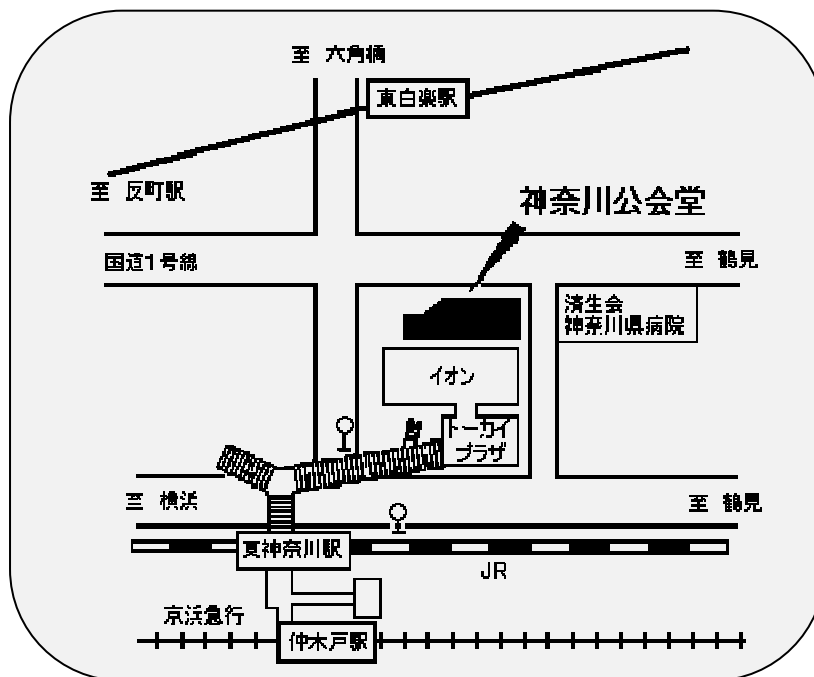 至 六角橋
東白楽駅
至 反町駅
神奈川公会堂
国道1号線
至 鶴見
済生会
神奈川県病院
イオン
トーカイ
プラザ
至 横浜
至 鶴見
東神奈川駅
JR
京浜急行
仲木戸駅